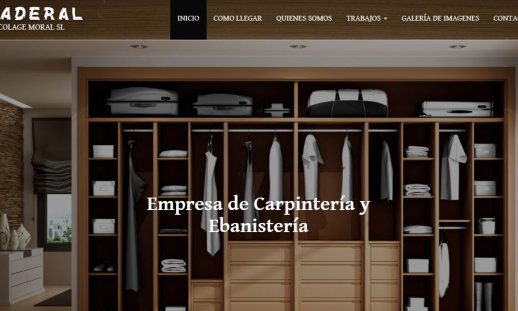 ADERAL
COLAGE MORAL SL
INICIO COMO LLEGAR QUIENES SOMOS TRABAJOS GALERÍA DE IMAGENES CONTA
Empresa de Carpintería y
Ebanistería